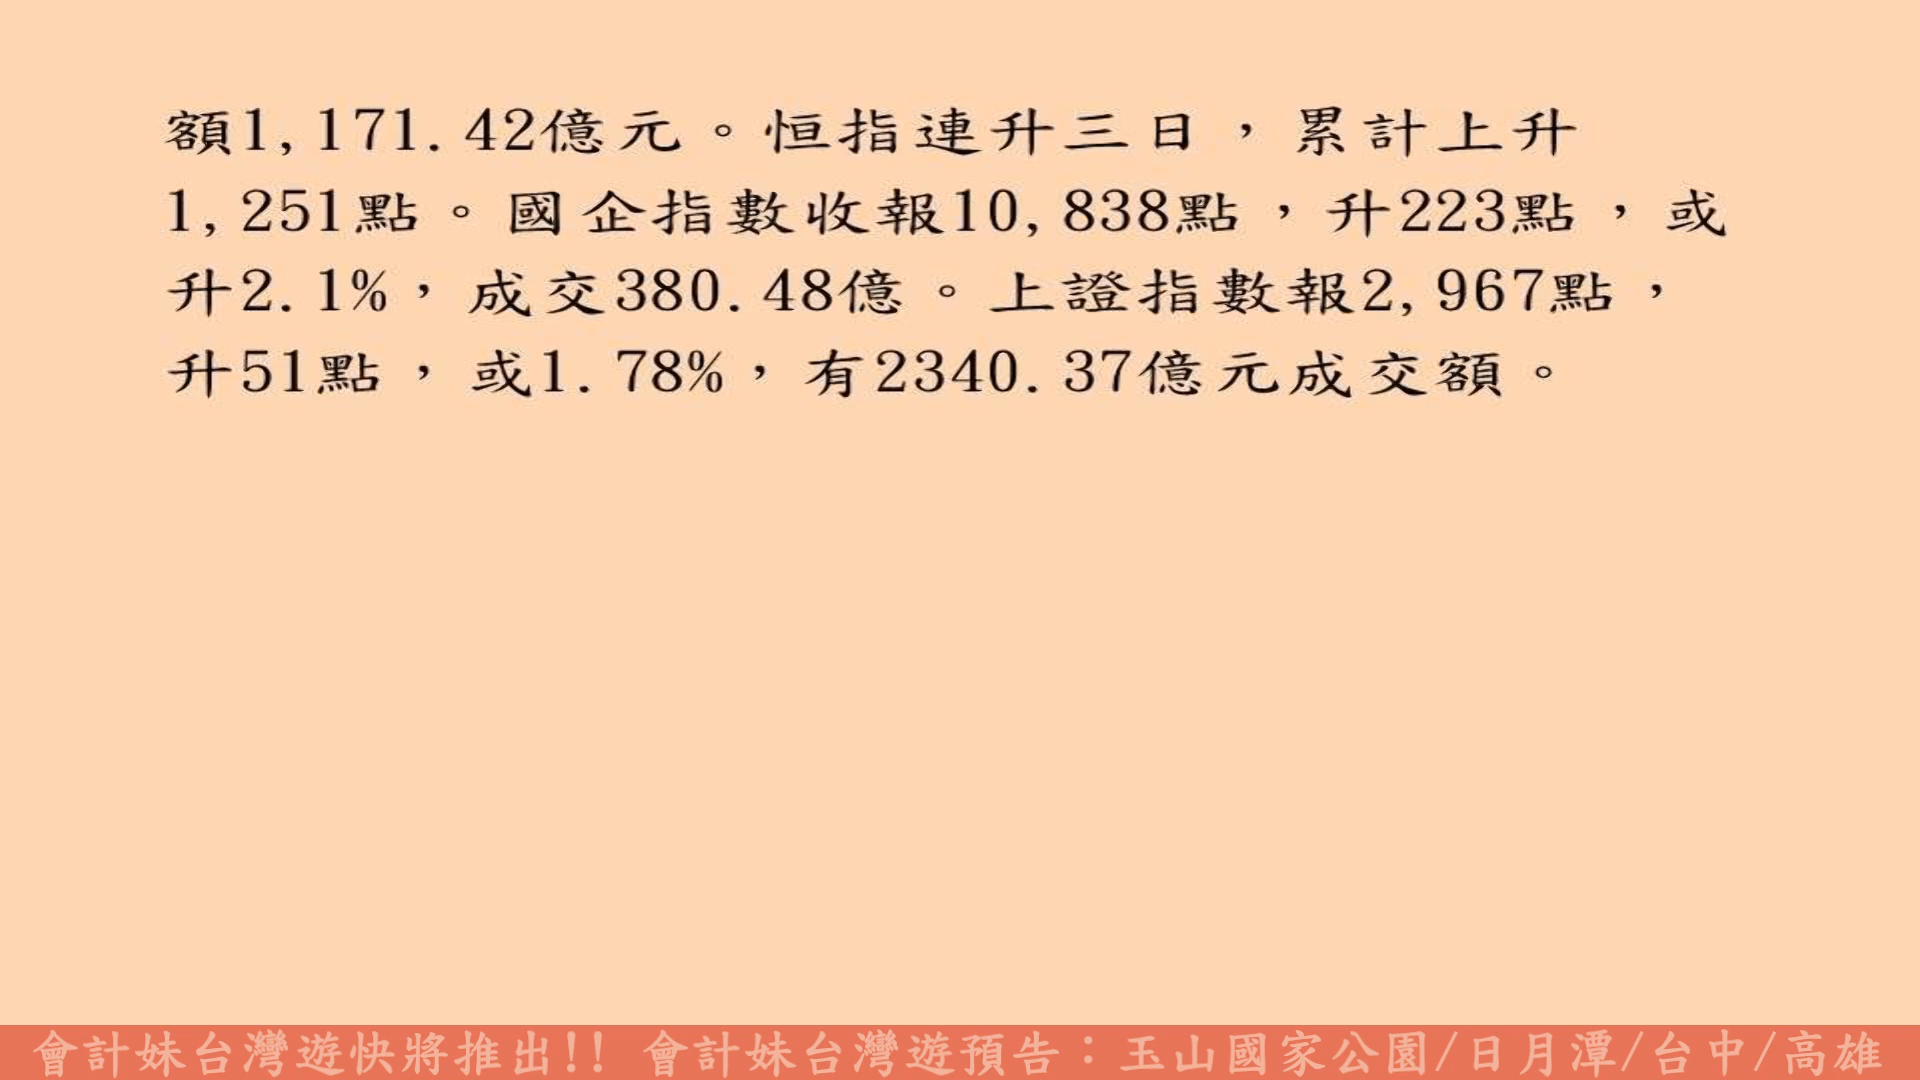 額1,171.42億元。恒指連升三日，累計上升
1,251點。國企指數收報10,838點，升223點，或
升2.1%，成交380.48億。上證指數報2,967點，
升51點，或1.78%，有2340.37億元成交額。
會計妹台灣遊快將推出!! 會計妹台灣遊預告：玉山國家公園/日月潭/台中/高雄